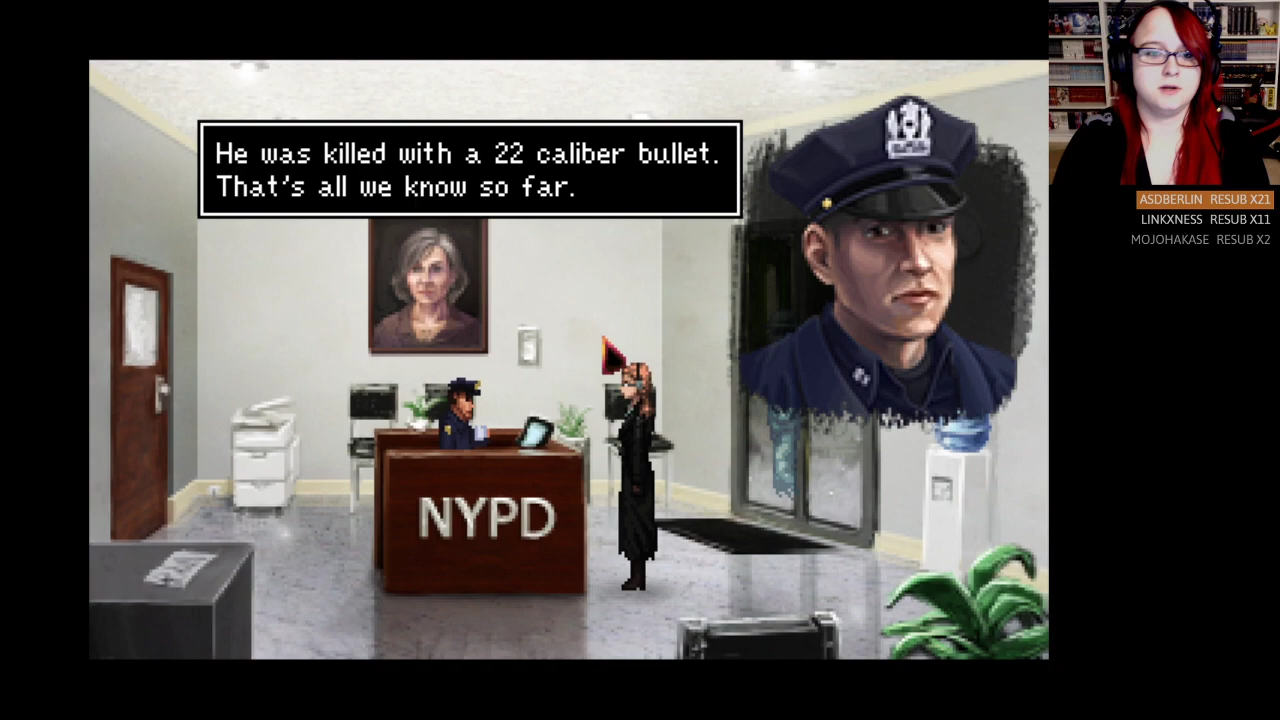 He was killed with a 22 caliber bullet.
That's all we know so far.
NYPD
ASDBERLIN RESUB X21
LINKXNESS RESUB X11
MOJOHAKASE RESUB X2